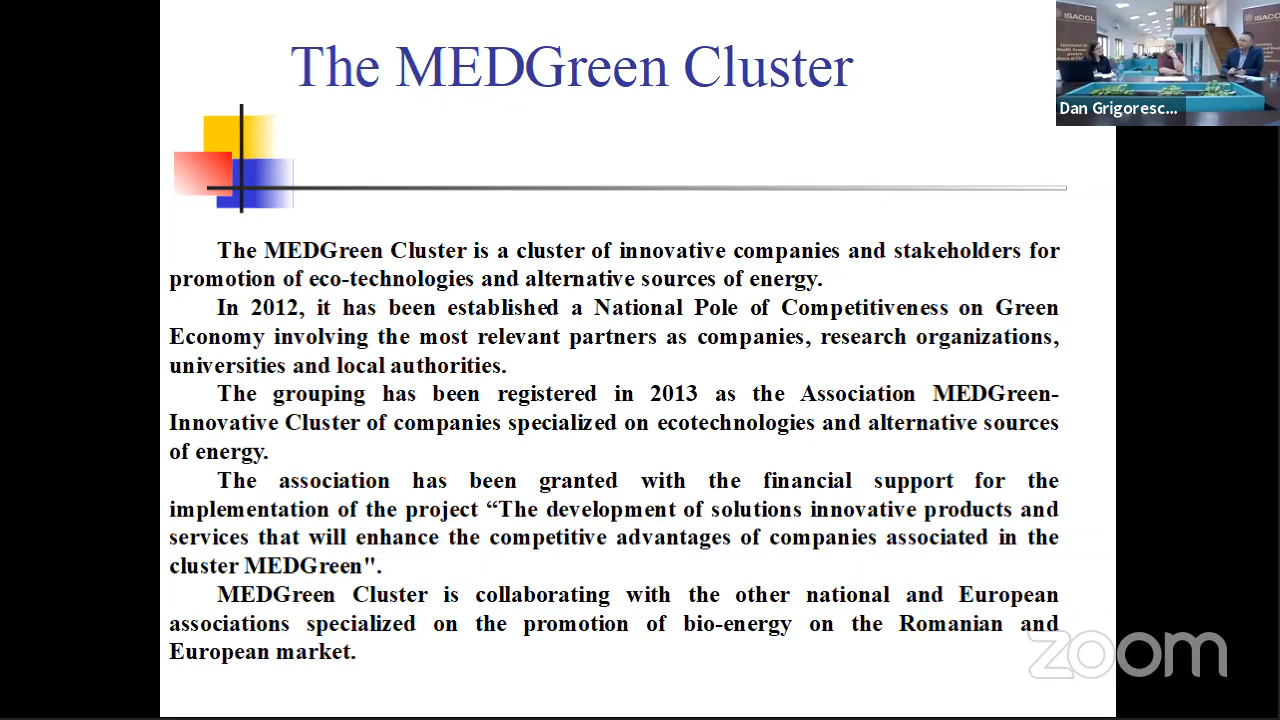 The MEDGreen Cluster
ISACCL
ISACCL
Dan Grigoresc...
The MEDGreen Cluster is a cluster of innovative companies and stakeholders for
promotion of eco-technologies and alternative sources of energy.
In 2012, it has been established a National Pole of Competitiveness on Green
Economy involving the most relevant partners as companies, research organizations,
universities and local authorities.
The grouping has been registered in 2013 as the Association MEDGreen-
Innovative Cluster of companies specialized on ecotechnologies and alternative sources
of energy.
The association has been granted with the financial support for the
implementation of the project “The development of solutions innovative products and
services that will enhance the competitive advantages of companies associated in the
cluster MEDGreen".
MEDGreen Cluster is collaborating with the other national and European
associations specialized on the promotion of bio-energy on the Romanian and
European market.
zoom